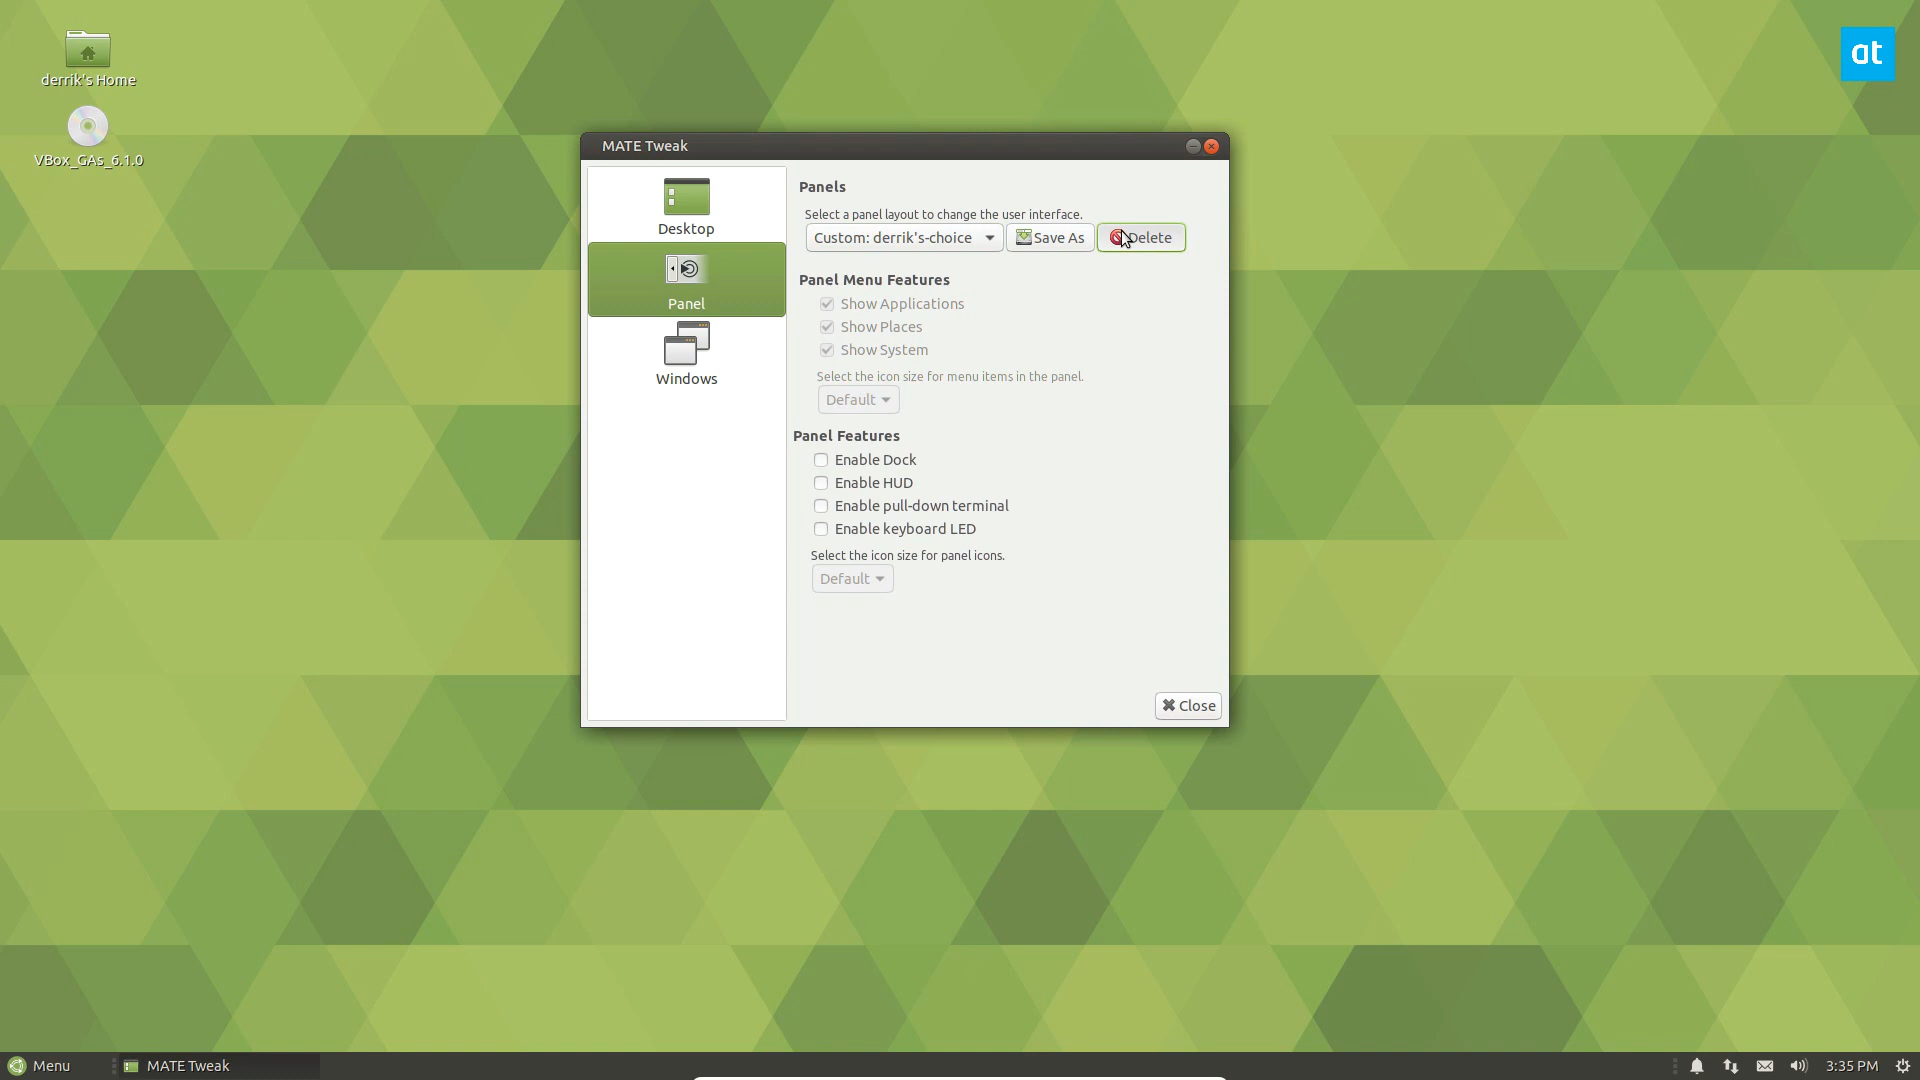 derrik's Home
VBox_GAs_6.1.0
at
MATE Tweak
Desktop
Panel
Windows
Panels
Select a panel layout to change the user interface.
Custom: derrik's-choice
Save As
Delete
Panel Menu Features
Show Applications
Show Places
Show System
Select the icon size for menu items in the panel.
Default
Panel Features
Enable Dock
Enable HUD
Enable pull-down terminal
Enable keyboard LED
Select the icon size for panel icons.
Default
Close
Menu
MATE Tweak
3:35 PM